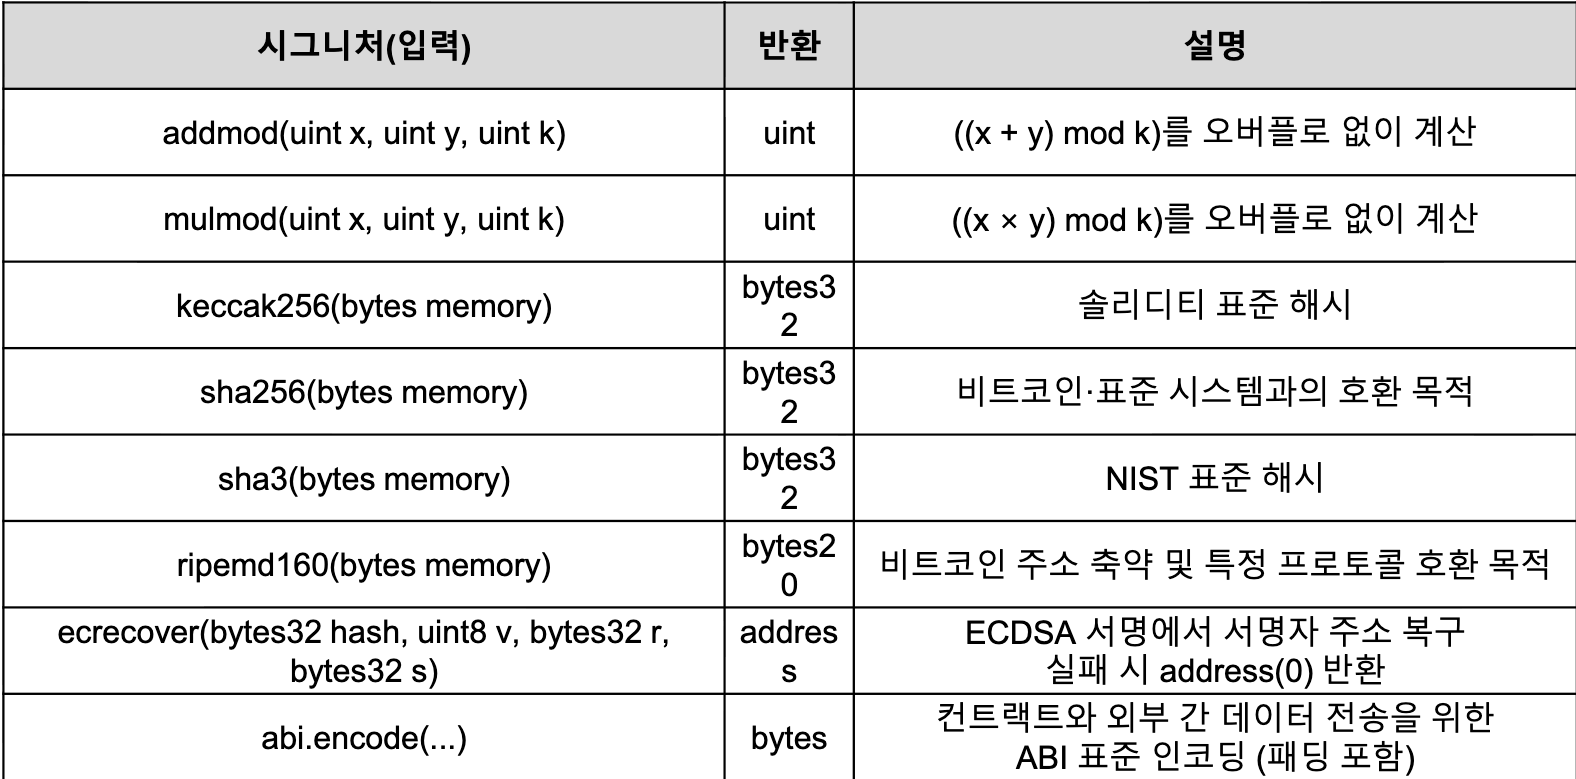 시그니처(입력) 반환 설명
addmod(uint x, uint y, uint k) uint ((x + y) mod k)를 오버플로 없이 계산
mulmod(uint x, uint y, uint k) uint ((x × y) mod k)를 오버플로 없이 계산
keccak256(bytes memory) bytes3
2 솔리디티 표준 해시
sha256(bytes memory) bytes3
2 비트코인·표준 시스템과의 호환 목적
sha3(bytes memory) bytes3
2 NIST 표준 해시
ripemd160(bytes memory) bytes2
0 비트코인 주소 축약 및 특정 프로토콜 호환 목적
ecrecover(bytes32 hash, uint8 v, bytes32 r,
bytes32 s) addres
s ECDSA 서명에서 서명자 주소 복구
실패 시 address(0) 반환
abi.encode(...) bytes 컨트랙트와 외부 간 데이터 전송을 위한
ABI 표준 인코딩 (패딩 포함)